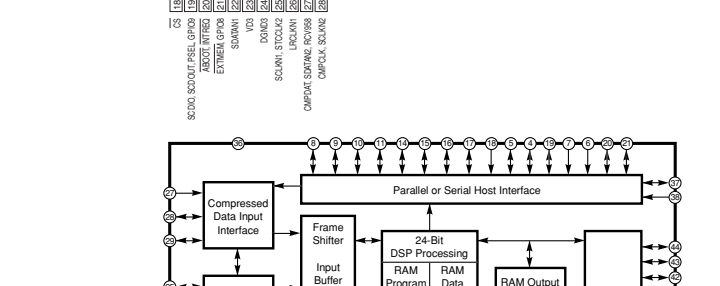 18 19 20 21 22 23 24 25 26 27 28
CS
SCDIO, SCDOUT, PSEL, GPIO9
ABOOT, INTREQ
EXTMEM, GPIO8
SDATAN1
VD3
DGND3
SCLKN1, STCCLK2
LRCLKN1
CMPDAT, SDATAN2, RCV958
CMPCLK, SCLKN2
36 8 9 10 11 14 15 16 17 18 5 4 19 7 6 20 21
27
Parallel or Serial Host Interface
37
38
28
Compressed
Data Input
Interface
29
Frame
Shifter
24-Bit
DSP Processing
44
43
42
Input
Buffer
RAM
Program
RAM
Data
RAM Output